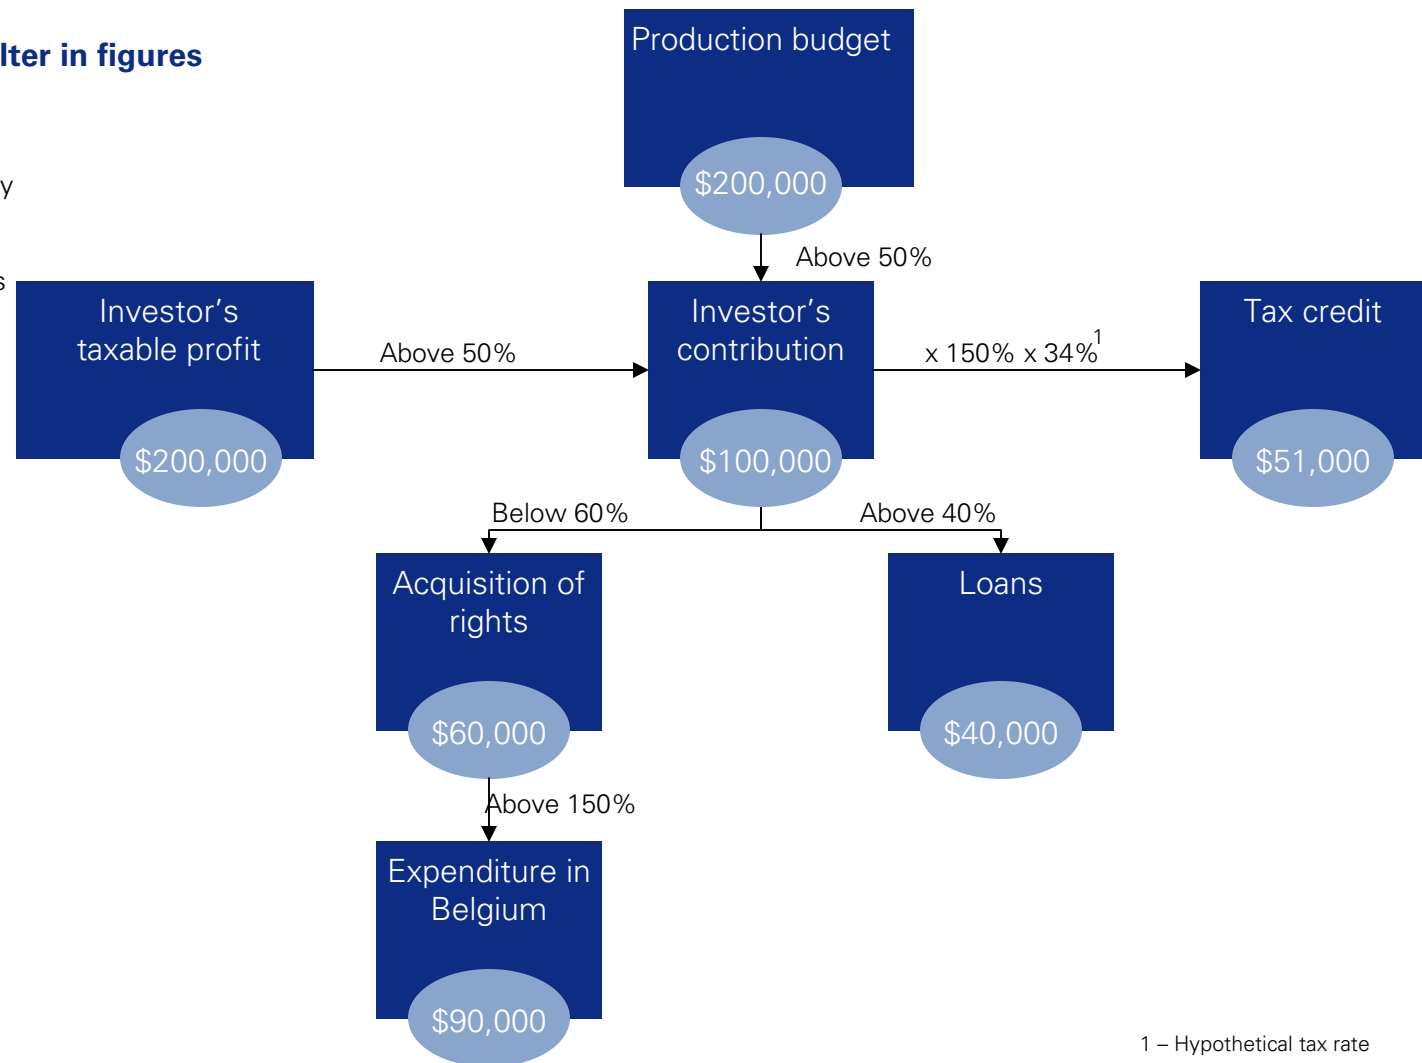 lter in figures
y
s
Production budget
$200,000
Above 50%
Investor’s
taxable profit
$200,000
Above 50%
Investor’s
contribution
$100,000
x 150% x 34%1
Tax credit
$51,000
Below 60%
Above 40%
Acquisition of
rights
$60,000
Loans
$40,000
Above 150%
Expenditure in
Belgium
$90,000
1 – Hypothetical tax rate